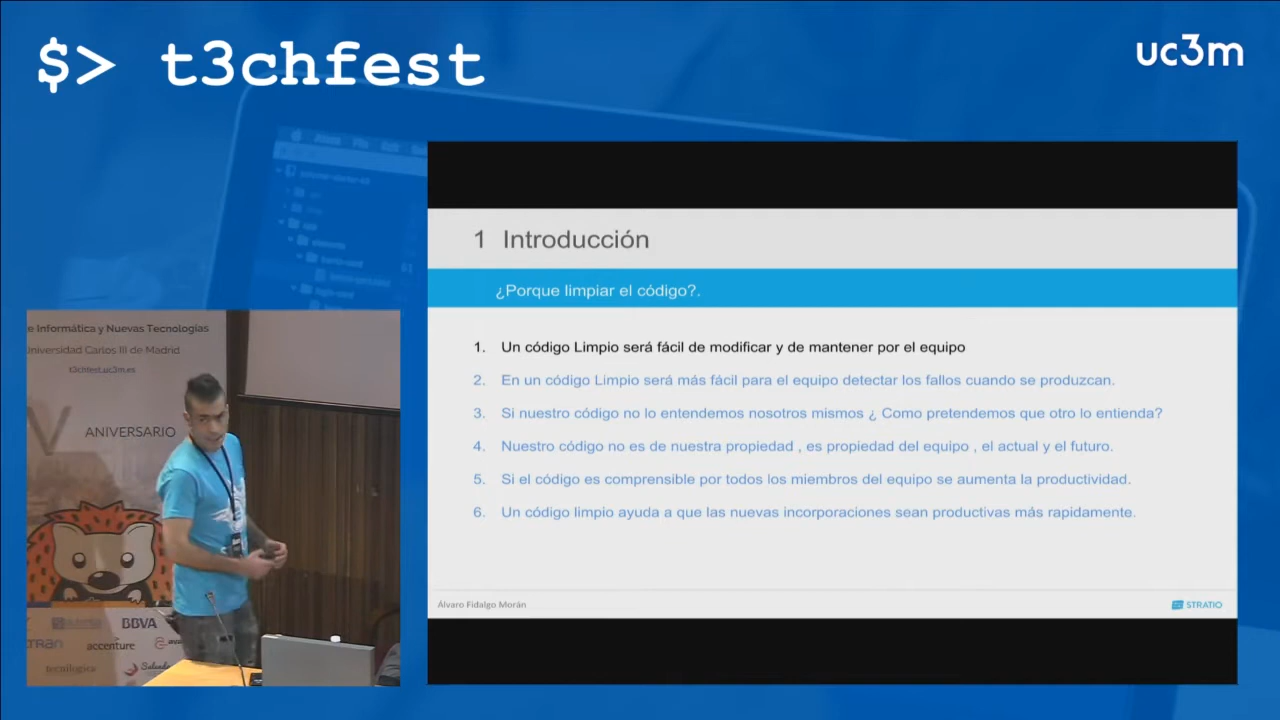 $> t3chfest
uc3m
1 Introducción
¿Porque limpiar el código?.
1. Un código Limpio será fácil de modificar y de mantener por el equipo
2. En un código Limpio será más fácil para el equipo detectar los fallos cuando se produzcan.
3. Si nuestro código no lo entendemos nosotros mismos ¿ Como pretendemos que otro lo entienda?
4. Nuestro código no es de nuestra propiedad , es propiedad del equipo , el actual y el futuro.
5. Si el código es comprensible por todos los miembros del equipo se aumenta la productividad.
6. Un código limpio ayuda a que las nuevas incorporaciones sean productivas más rapidamente.
Álvaro Fidalgo Morán
STRATIO
e Informática y Nuevas Tecnologías
Universidad Carlos III de Madrid
t3chfest.uc3m.es
V
ANIVERSARIO
BBVA
accenture
tecnilógica